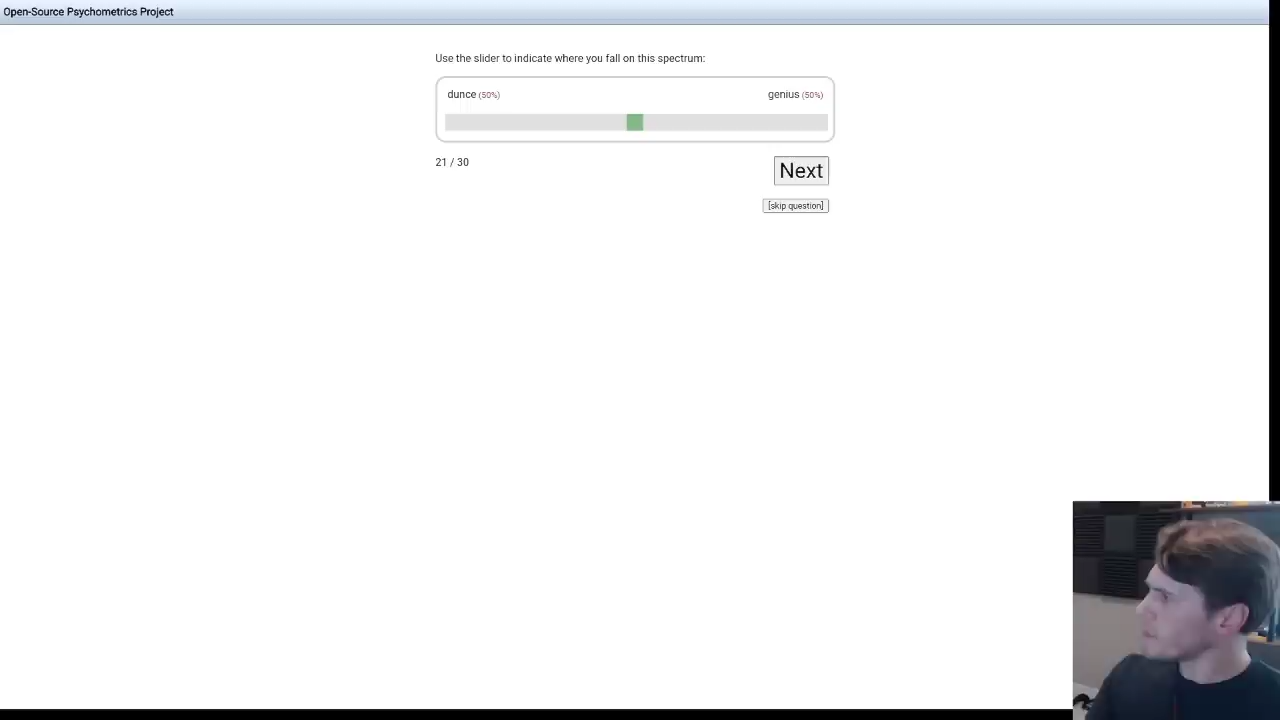 Open-Source Psychometrics Project
Use the slider to indicate where you fall on this spectrum:
dunce (50%) genius (50%)
21 / 30
Next
[skip question]